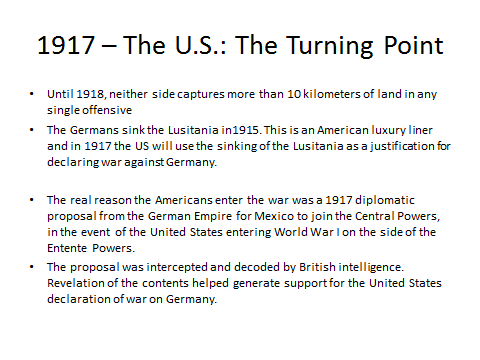 1917 – The U.S.: The Turning Point
• Until 1918, neither side captures more than 10 kilometers of land in any
single offensive
• The Germans sink the Lusitania in 1915. This is an American luxury liner
and in 1917 the US will use the sinking of the Lusitania as a justification for
declaring war against Germany.
• The real reason the Americans enter the war was a 1917 diplomatic
proposal from the German Empire for Mexico to join the Central Powers,
in the event of the United States entering World War I on the side of the
Entente Powers.
• The proposal was intercepted and decoded by British intelligence.
Revelation of the contents helped generate support for the United States
declaration of war on Germany.